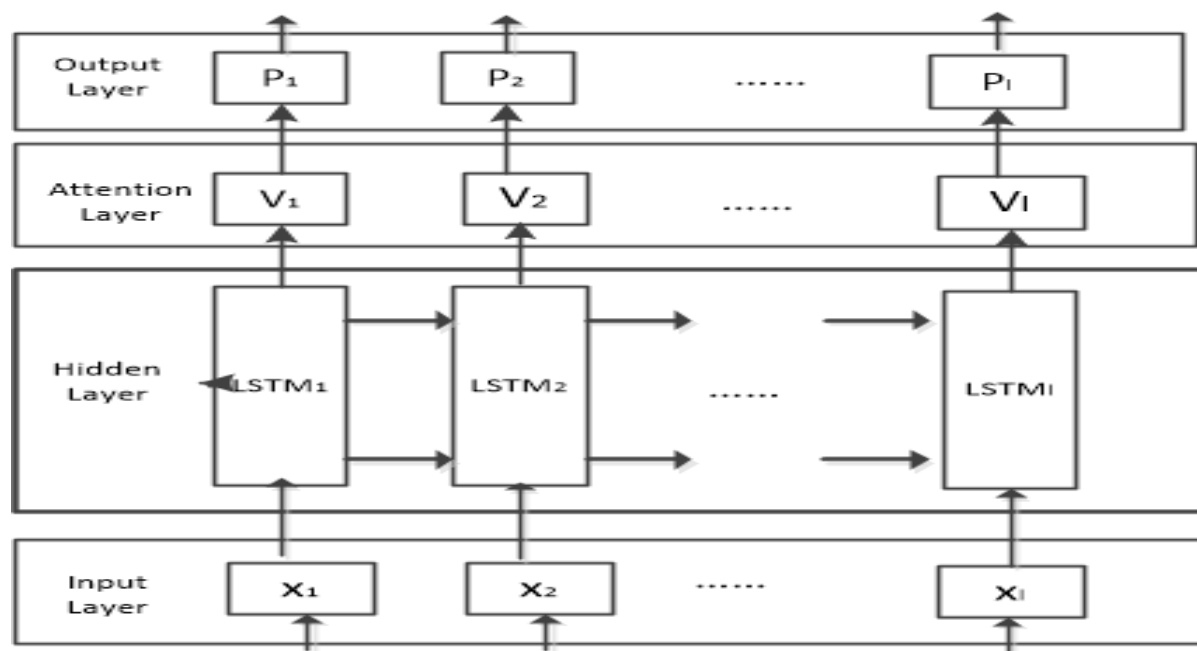 Output
Layer
P₁ P₂ ...... Pₗ
Attention
Layer
V₁ V₂ ...... Vₗ
Hidden
Layer
LSTM₁ LSTM₂ ...... LSTMₗ
Input
Layer
x₁ x₂ ...... xₗ